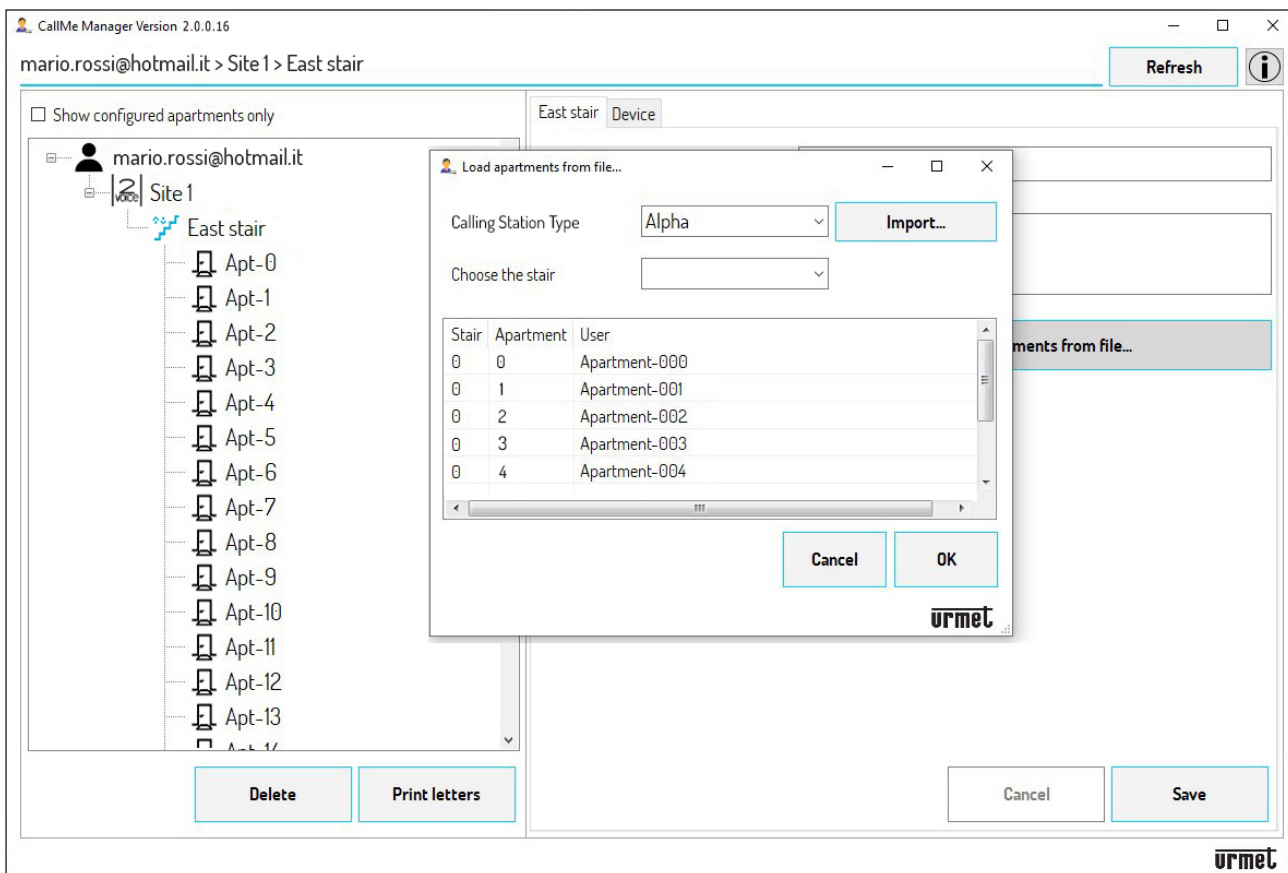 CallMe Manager Version 2.0.0.16
mario.rossi@hotmail.it > Site 1 > East stair
Refresh
Show configured apartments only
East stair
Device
mario.rossi@hotmail.it
2 voice
Site 1
East stair
Apt-0
Apt-1
Apt-2
Apt-3
Apt-4
Apt-5
Apt-6
Apt-7
Apt-8
Apt-9
Apt-10
Apt-11
Apt-12
Apt-13
Apt-14
Load apartments from file...
Calling Station Type
Alpha
Import...
Choose the stair
Stair Apartment User
0 0 Apartment-000
0 1 Apartment-001
0 2 Apartment-002
0 3 Apartment-003
0 4 Apartment-004
Cancel
OK
urmet
from file...
Delete
Print letters
Cancel
Save
urmet